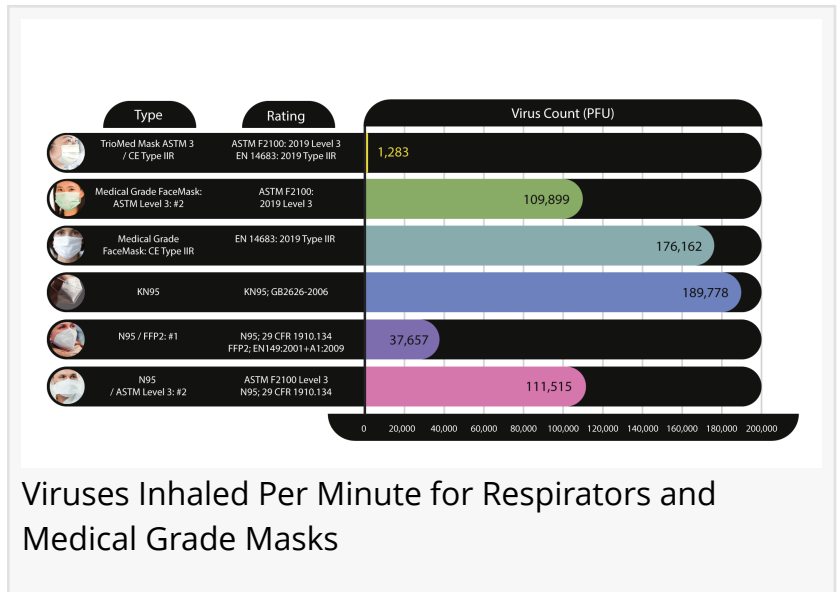 Type
Rating
Virus Count (PFU)
TrioMed Mask ASTM 3
/ CE Type IIR
ASTM F2100: 2019 Level 3
EN 14683: 2019 Type IIR
1,283
Medical Grade FaceMask:
ASTM Level 3: #2
ASTM F2100:
2019 Level 3
109,899
Medical Grade
FaceMask: CE Type IIR
EN 14683: 2019 Type IIR
176,162
KN95
KN95; GB2626-2006
189,778
N95 / FFP2: #1
N95; 29 CFR 1910.134
FFP2; EN149:2001+A1:2009
37,657
N95
/ ASTM Level 3: #2
ASTM F2100 Level 3
N95; 29 CFR 1910.134
111,515
0 20,000 40,000 60,000 80,000 100,000 120,000 140,000 160,000 180,000 200,000
Viruses Inhaled Per Minute for Respirators and
Medical Grade Masks